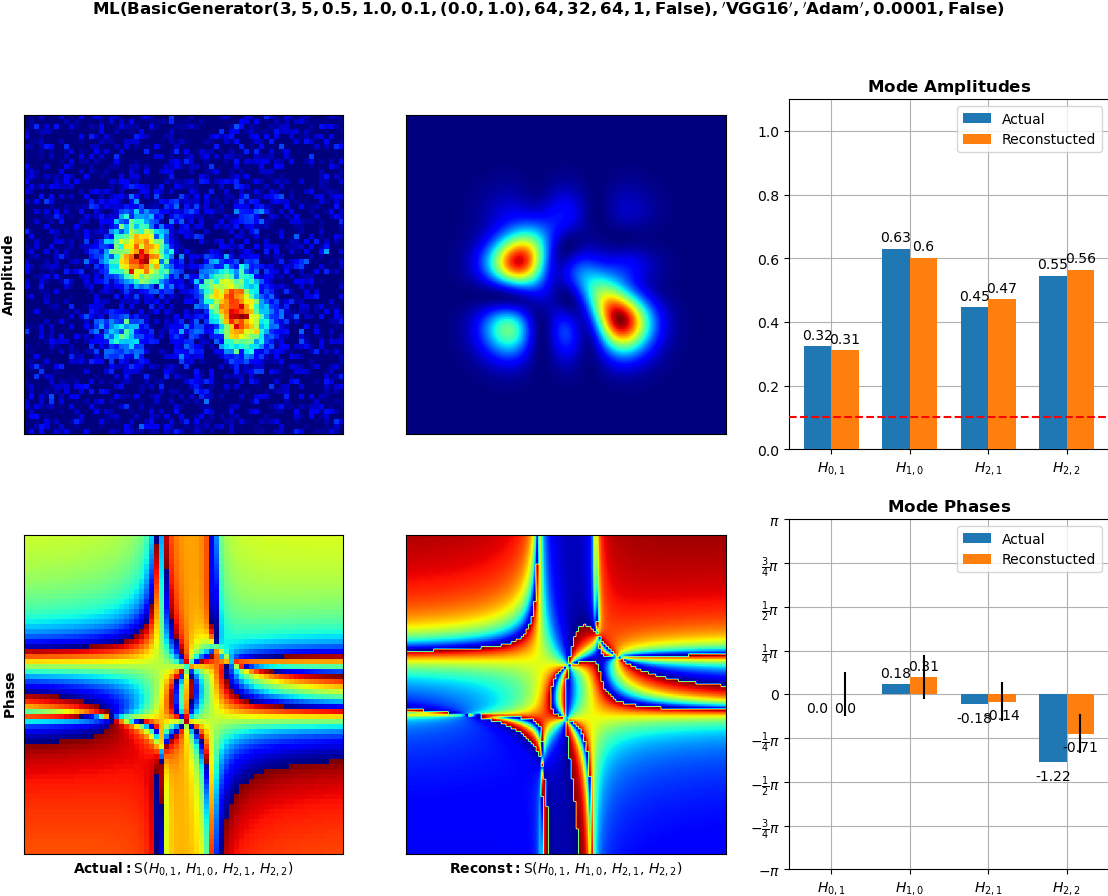 ML(BasicGenerator(3, 5, 0.5, 1.0, 0.1, (0.0, 1.0), 64, 32, 64, 1, False), ′VGG16′, ′Adam′, 0.0001, False)
Amplitude
Mode Amplitudes
Actual
Reconstucted
1.0
0.8
0.6
0.4
0.2
0.0
0.32
0.31
0.63
0.6
0.45
0.47
0.55
0.56
H0,1
H1,0
H2,1
H2,2
Phase
Actual: S(H0,1, H1,0, H2,1, H2,2)
Reconst: S(H0,1, H1,0, H2,1, H2,2)
Mode Phases
Actual
Reconstucted
π
3/4π
1/2π
1/4π
0
−1/4π
−1/2π
−3/4π
−π
0.0
0.0
0.18
0.31
-0.18
-0.14
-1.22
-0.71
H0,1
H1,0
H2,1
H2,2